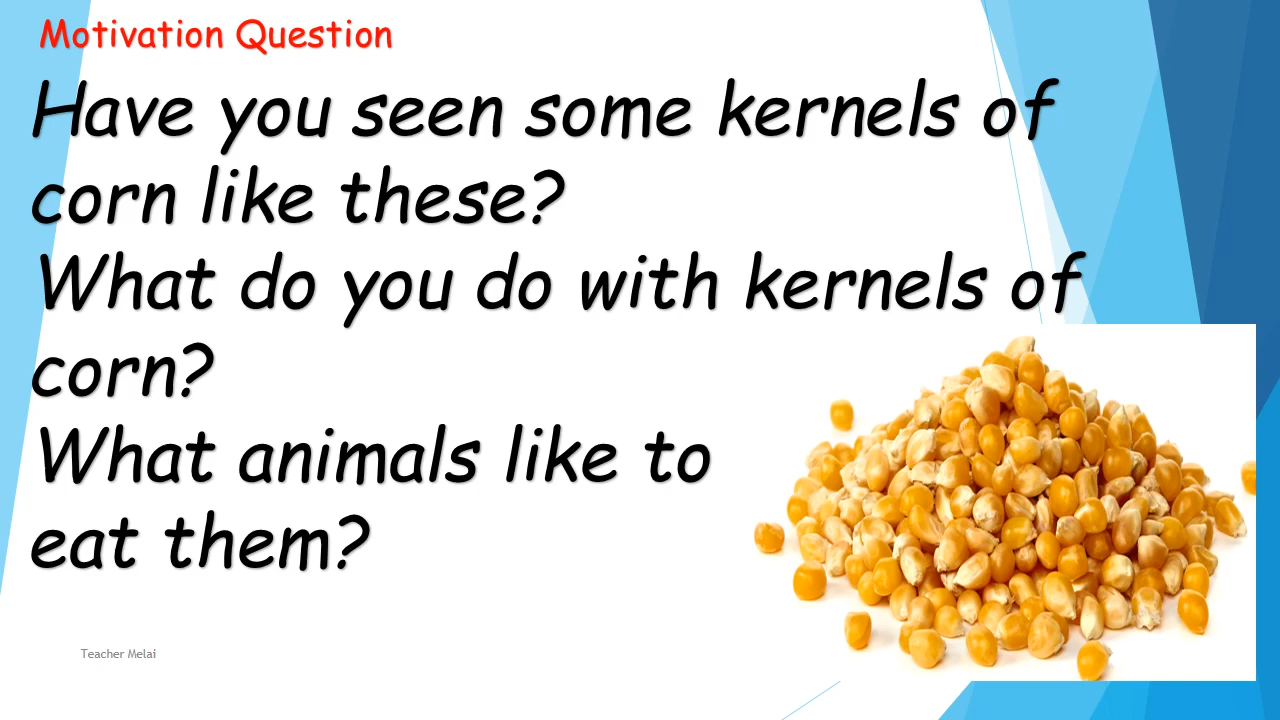 Motivation Question
Have you seen some kernels of
corn like these?
What do you do with kernels of
corn?
What animals like to
eat them?
Teacher Melai